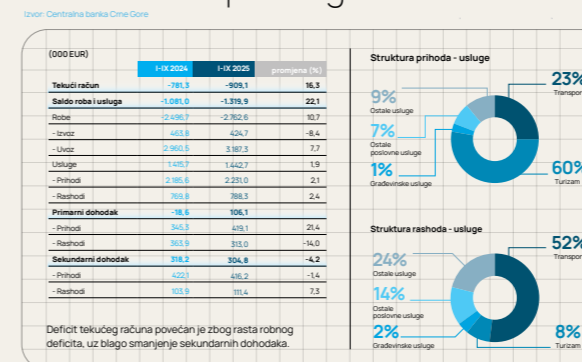 Izvor: Centralna banka Crne Gore
(000 EUR)
I-IX 2024 I-IX 2025 promjena (%)
Tekući račun -781,3 -909,1 16,3
Saldo roba i usluga -1.081,0 -1.319,9 22,1
Robe -2.496,7 -2.762,6 10,7
- Izvoz 463,8 424,7 -8,4
- Uvoz 2.960,5 3.187,3 7,7
Usluge 1.415,7 1.442,7 1,9
- Prihodi 2.185,6 2.231,0 2,1
- Rashodi 769,8 788,3 2,4
Primarni dohodak -18,6 106,1
- Prihodi 345,3 419,1 21,4
- Rashodi 363,9 313,0 -14,0
Sekundarni dohodak 318,2 304,8 -4,2
- Prihodi 422,1 416,2 -1,4
- Rashodi 103,9 111,4 7,3
Deficit tekućeg računa povećan je zbog rasta robnog
deficita, uz blago smanjenje sekundarnih dohodaka.
Struktura prihoda - usluge
23%
Transpor
9%
Ostale usluge
7%
Ostale
poslovne usluge
1%
Građevinske usluge
60%
Turizam
Struktura rashoda - usluge
52%
Transpor
24%
Ostale usluge
14%
Ostale
poslovne usluge
2%
Građevinske usluge
8%
Turizam